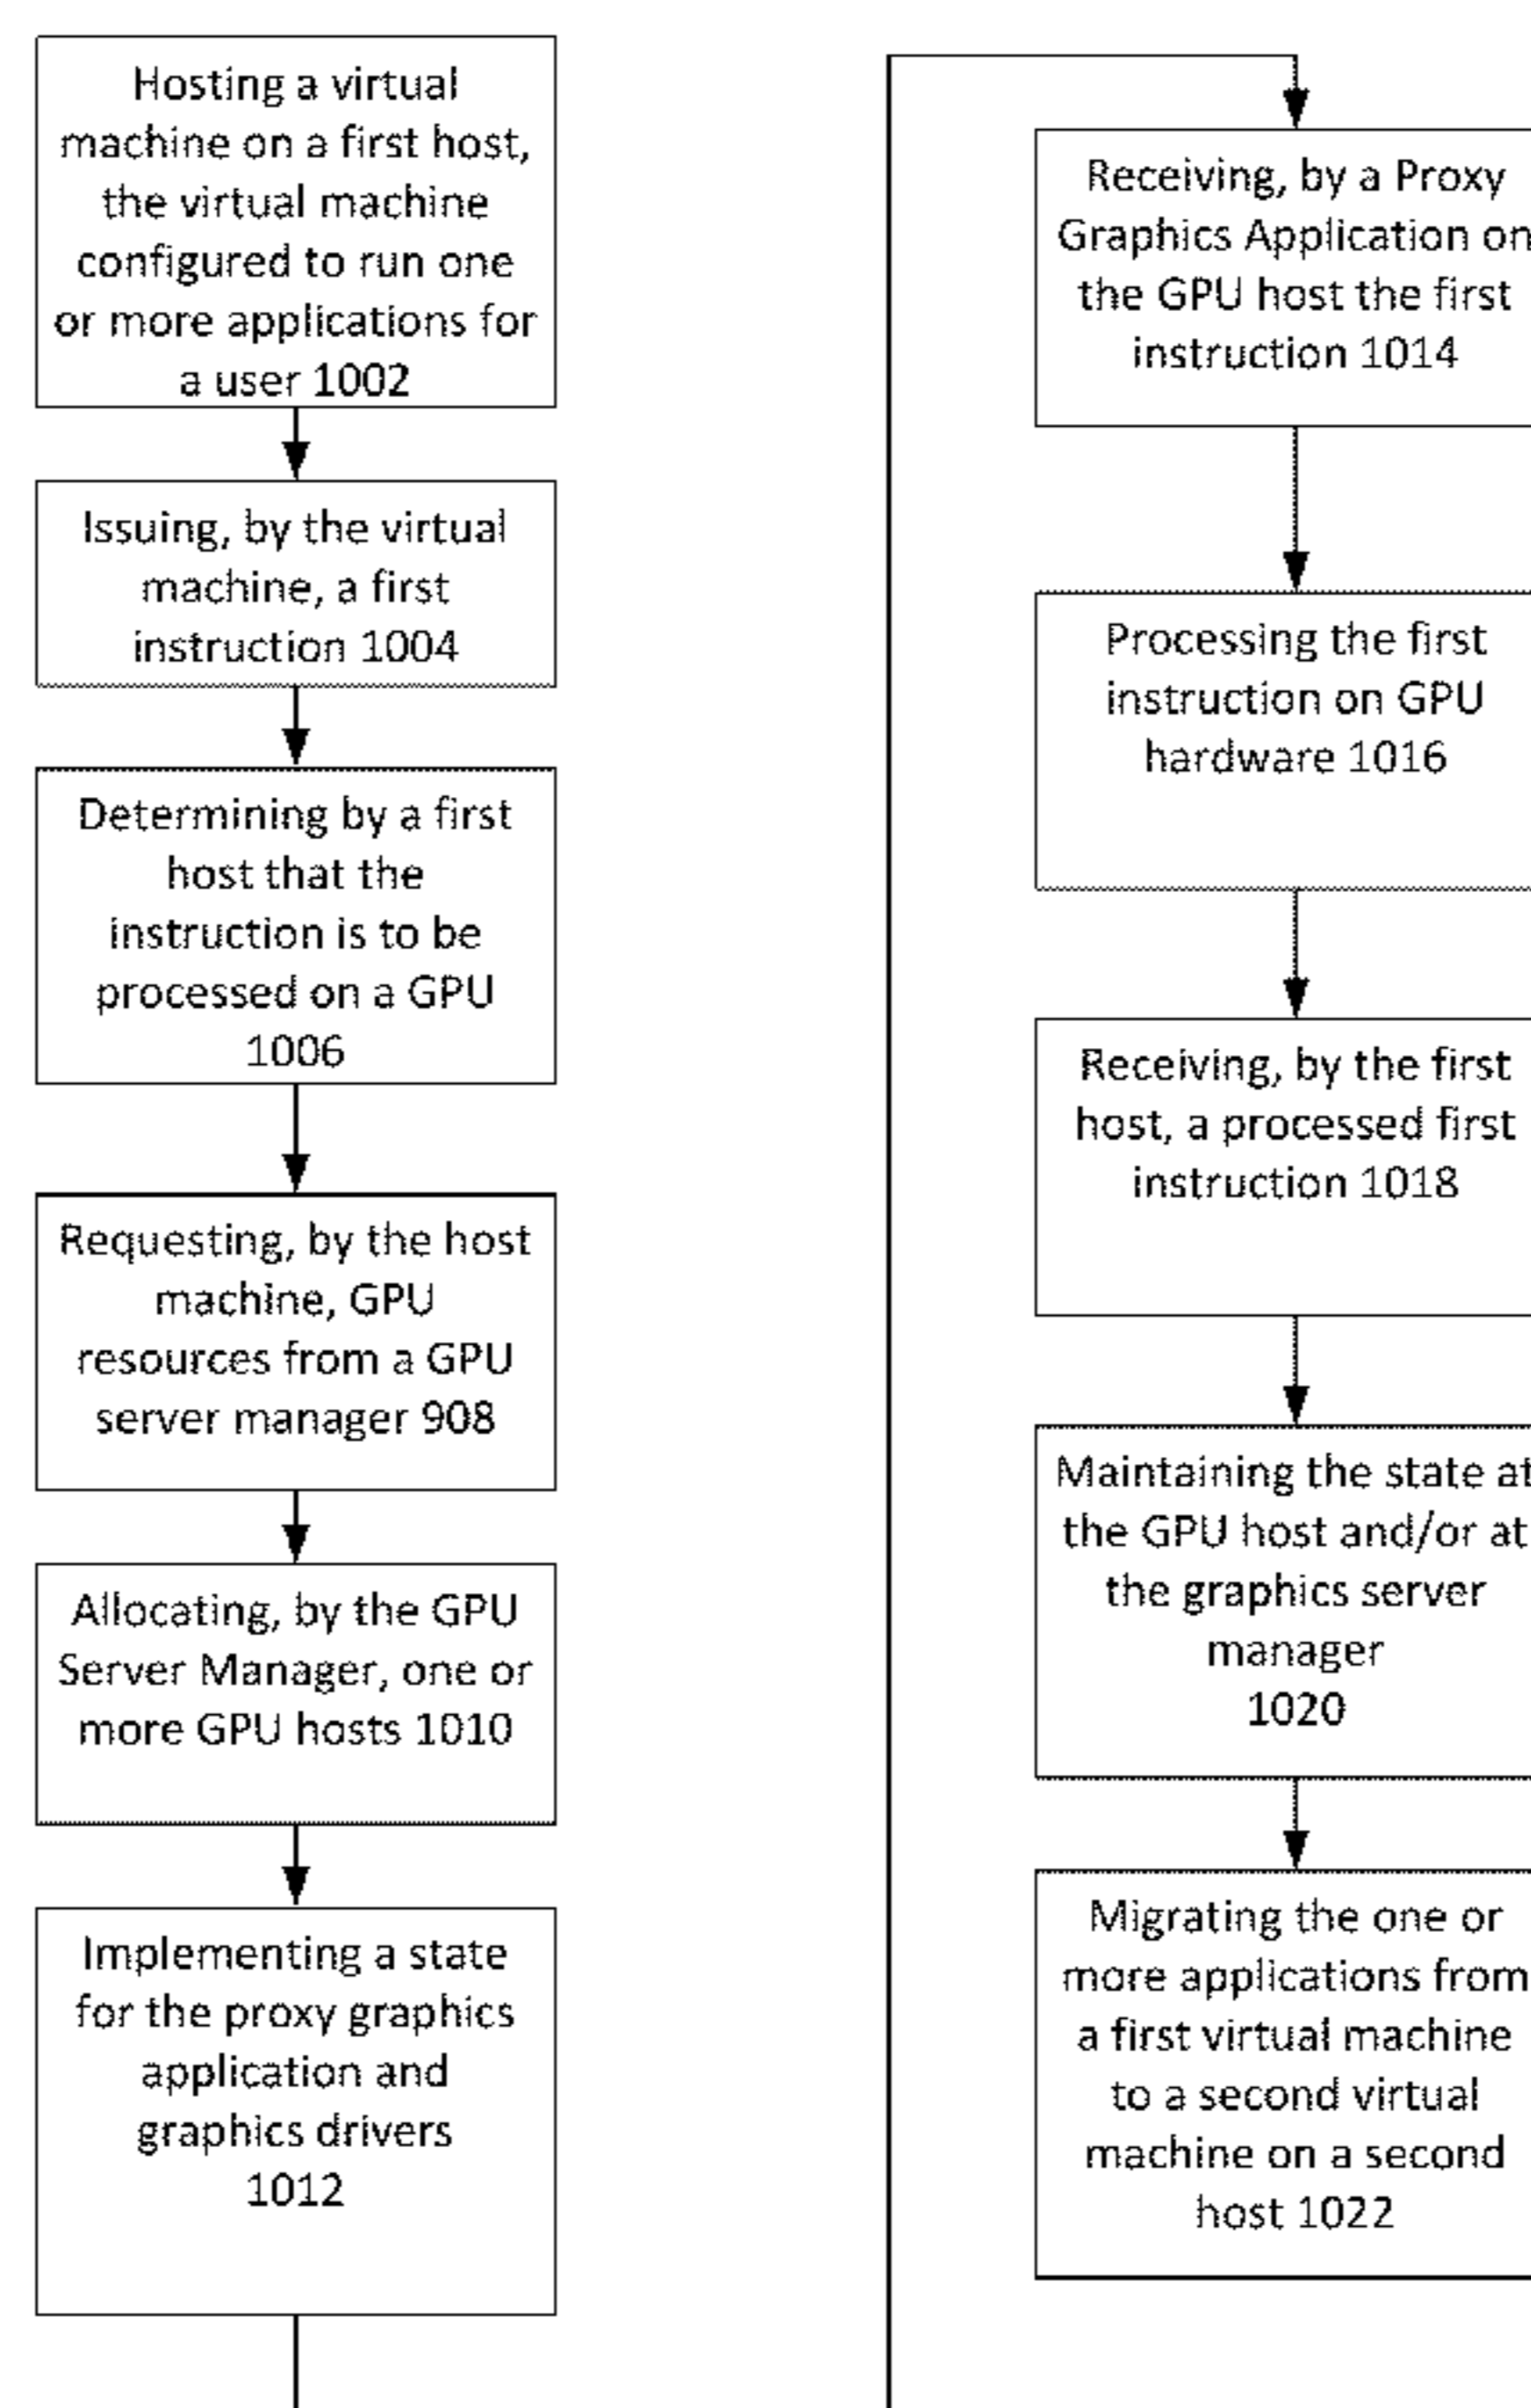 Hosting a virtual
machine on a first host,
the virtual machine
configured to run one
or more applications for
a user 1002
Issuing, by the virtual
machine, a first
instruction 1004
Determining by a first
host that the
instruction is to be
processed on a GPU
1006
Requesting, by the host
machine, GPU
resources from a GPU
server manager 908
Allocating, by the GPU
Server Manager, one or
more GPU hosts 1010
Implementing a state
for the proxy graphics
application and
graphics drivers
1012
Receiving, by a Proxy
Graphics Application on
the GPU host the first
instruction 1014
Processing the first
instruction on GPU
hardware 1016
Receiving, by the first
host, a processed first
instruction 1018
Maintaining the state at
the GPU host and/or at
the graphics server
manager
1020
Migrating the one or
more applications from
a first virtual machine
to a second virtual
machine on a second
host 1022